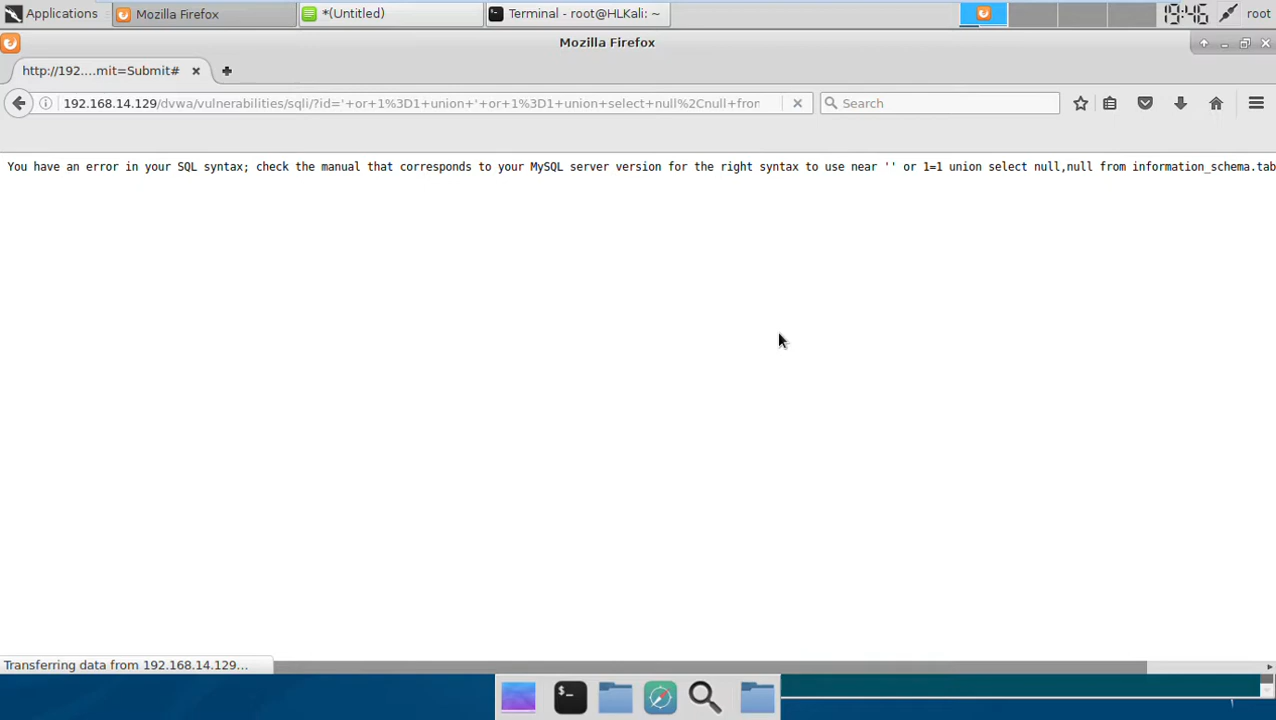 Applications
Mozilla Firefox
*(Untitled)
Terminal - root@HLKali: ~
19:46
root
Mozilla Firefox
http://192....mit=Submit#
192.168.14.129/dvwa/vulnerabilities/sqli/?id='+or+1%3D1+union+'+or+1%3D1+union+select+null%2Cnull+fron
Search
You have an error in your SQL syntax; check the manual that corresponds to your MySQL server version for the right syntax to use near '' or 1=1 union select null,null from information_schema.tab
Transferring data from 192.168.14.129...
$_